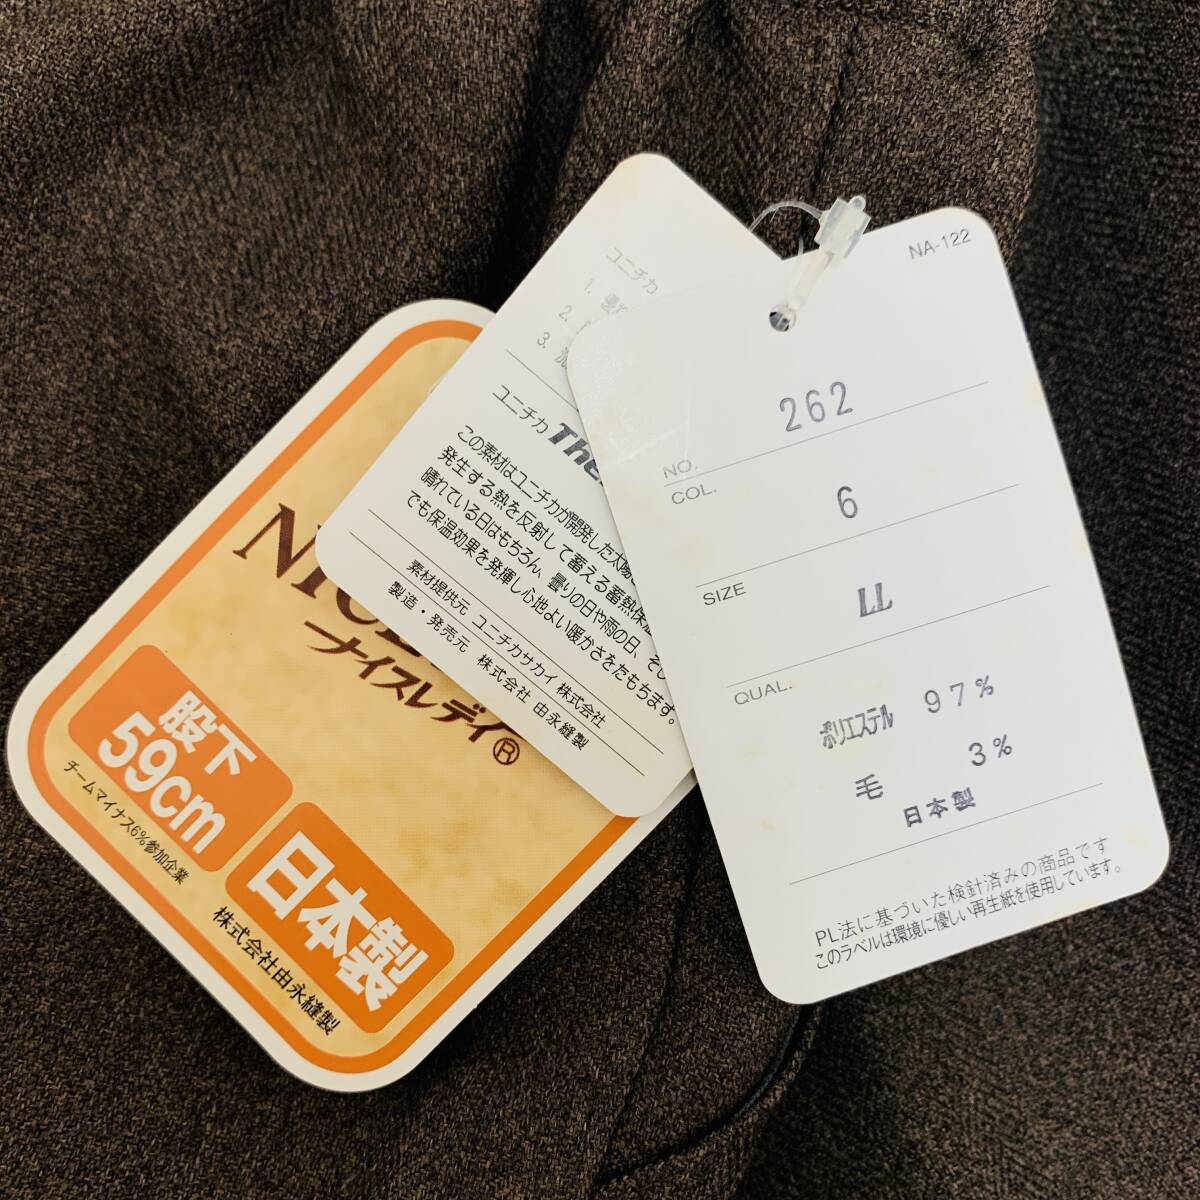 NA-122
262
NO.
COL.
6
SIZE
LL
QUAL.
ポリエステル 97%
毛 3%
日本製
PL法に基づいた検針済みの商品です
このラベルは環境に優しい再生紙を使用しています。
ユニチカ
1.
2.
3.
ユニチカ The
この素材はユニチカが開発した太陽
発生する熱を反射して蓄える蓄熱保
晴れている日はもちろん、曇りの日や雨の日、そし
でも保温効果を発揮し心地よい暖かさをたもちます。
素材提供元 ユニチカサカイ株式会社
製造・発売元 株式会社 由永縫製
ナイスレディ®
股下
59cm
日本製
チームマイナス6%参加企業
株式会社由永縫製